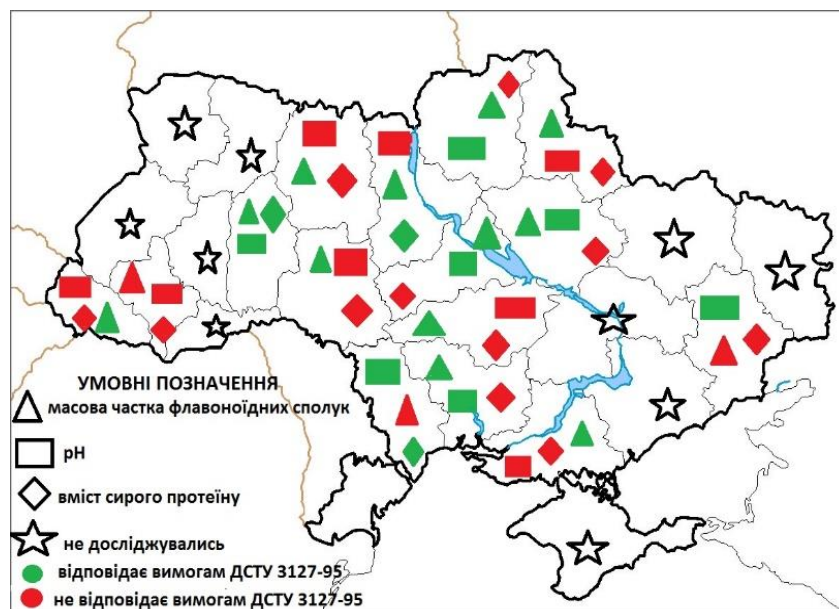 УМОВНІ ПОЗНАЧЕННЯ
масова частка флавоноїдних сполук
pH
вміст сирого протеїну
не досліджувались
відповідає вимогам ДСТУ 3127-95
не відповідає вимогам ДСТУ 3127-95